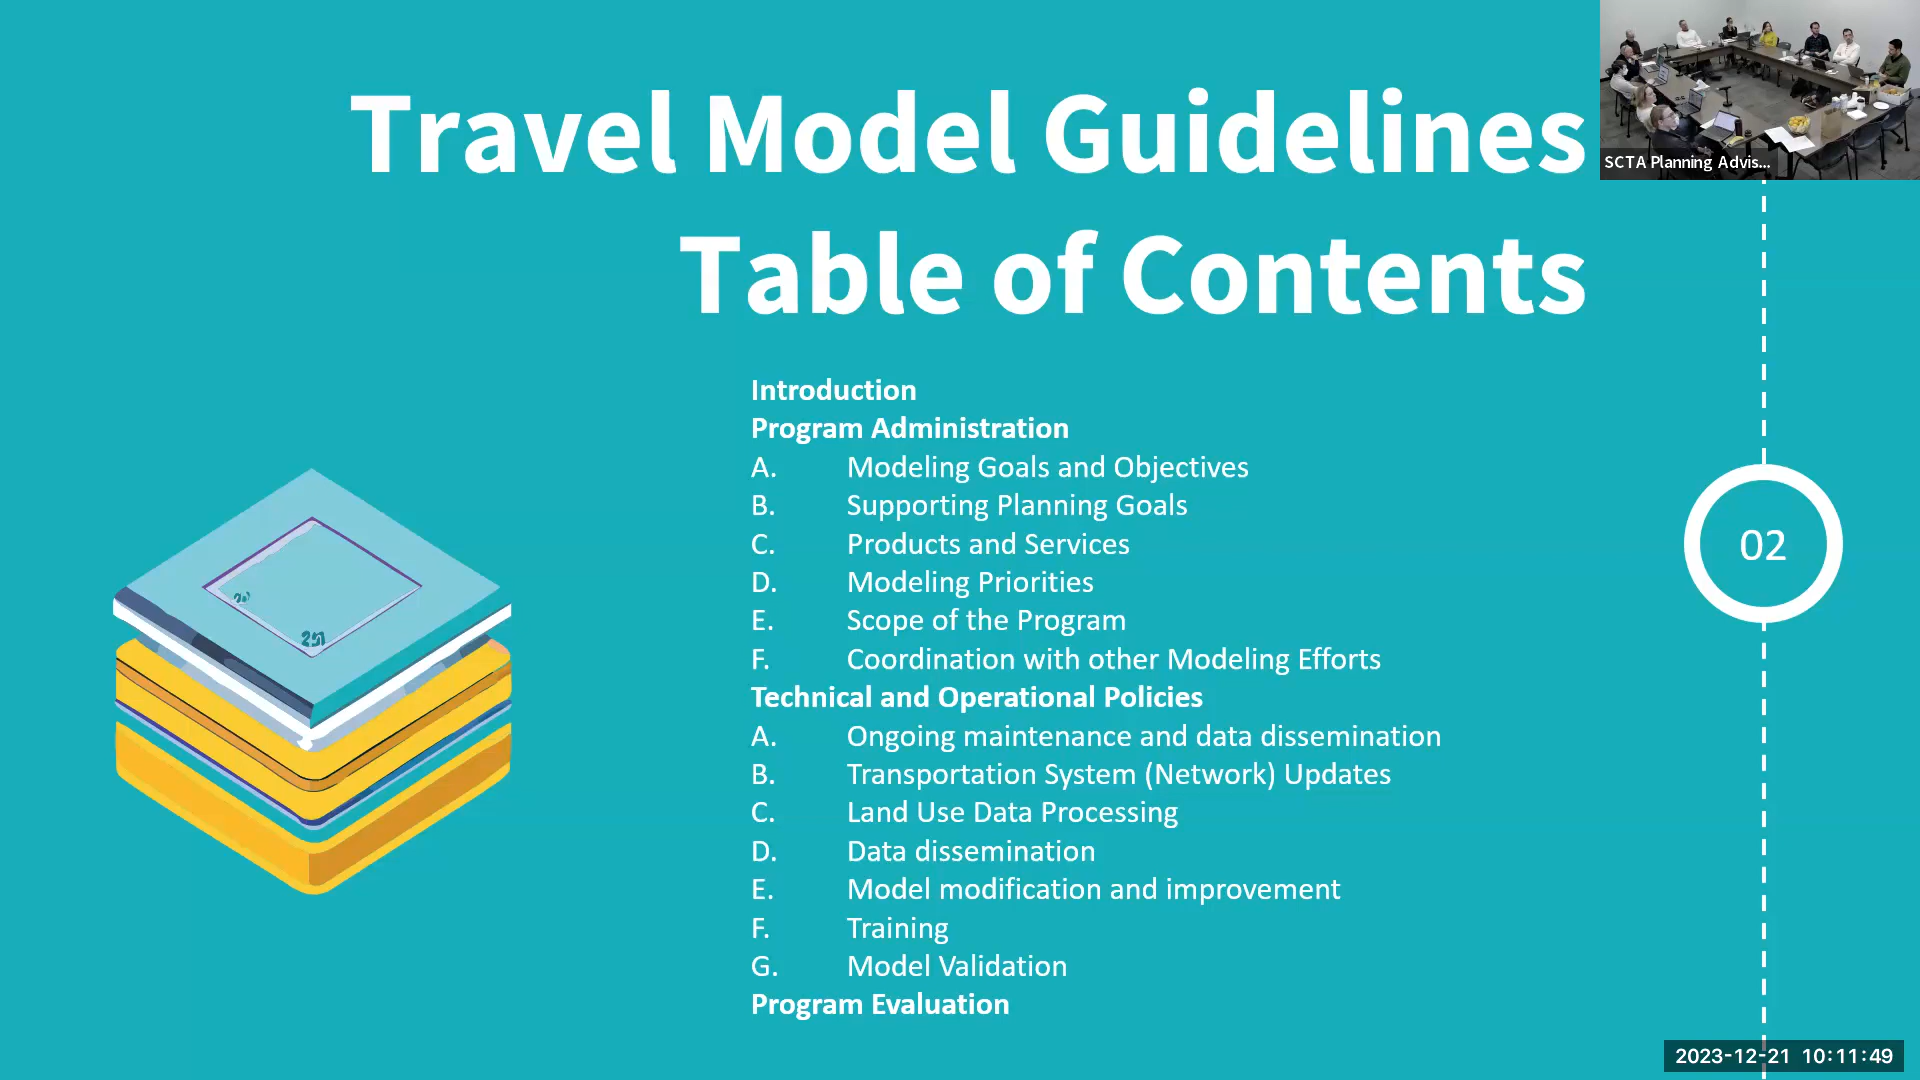 Travel Model Guidelines
Table of Contents
SCTA Planning Advis...
Introduction
Program Administration
A. Modeling Goals and Objectives
B. Supporting Planning Goals
C. Products and Services
D. Modeling Priorities
E. Scope of the Program
F. Coordination with other Modeling Efforts
Technical and Operational Policies
A. Ongoing maintenance and data dissemination
B. Transportation System (Network) Updates
C. Land Use Data Processing
D. Data dissemination
E. Model modification and improvement
F. Training
G. Model Validation
Program Evaluation
02
2023-12-21 10:11:49